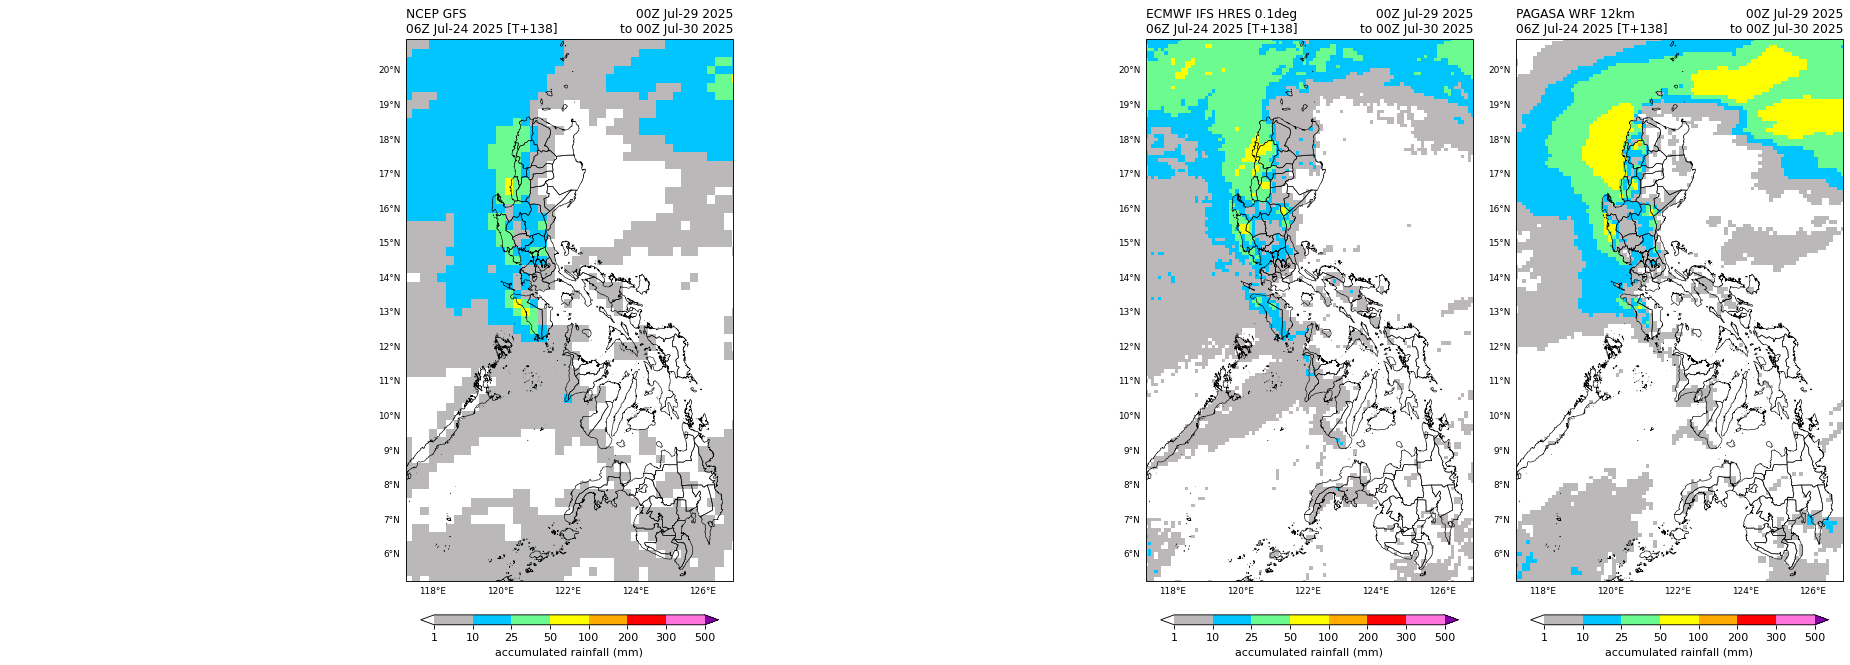 NCEP GFS 00Z Jul-29 2025
06Z Jul-24 2025 [T+138] to 00Z Jul-30 2025
20°N
19°N
18°N
17°N
16°N
15°N
14°N
13°N
12°N
11°N
10°N
9°N
8°N
7°N
6°N
118°E 120°E 122°E 124°E 126°E
1 10 25 50 100 200 300 500
accumulated rainfall (mm)
ECMWF IFS HRES 0.1deg 00Z Jul-29 2025
06Z Jul-24 2025 [T+138] to 00Z Jul-30 2025
20°N
19°N
18°N
17°N
16°N
15°N
14°N
13°N
12°N
11°N
10°N
9°N
8°N
7°N
6°N
118°E 120°E 122°E 124°E 126°E
1 10 25 50 100 200 300 500
accumulated rainfall (mm)
PAGASA WRF 12km 00Z Jul-29 2025
06Z Jul-24 2025 [T+138] to 00Z Jul-30 2025
20°N
19°N
18°N
17°N
16°N
15°N
14°N
13°N
12°N
11°N
10°N
9°N
8°N
7°N
6°N
118°E 120°E 122°E 124°E 126°E
1 10 25 50 100 200 300 500
accumulated rainfall (mm)